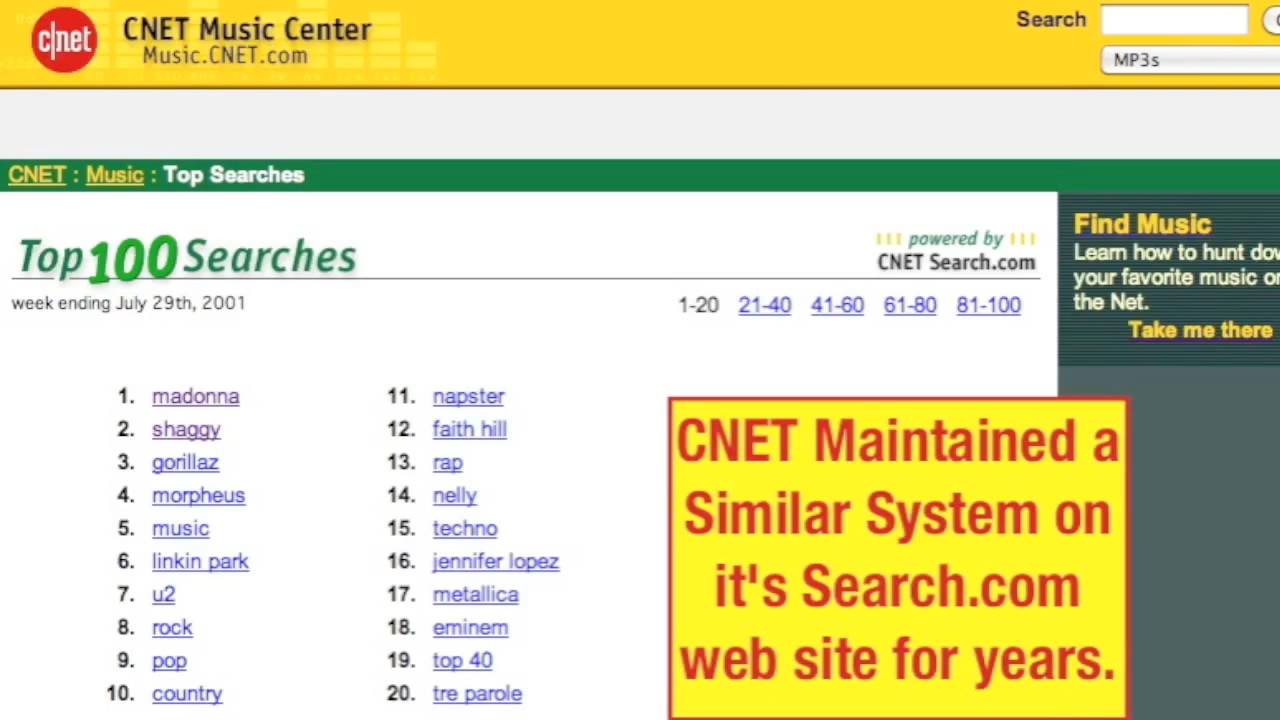 c|net
CNET Music Center
Music.CNET.com
Search
MP3s
CNET : Music : Top Searches
Top 100 Searches
powered by
CNET Search.com
week ending July 29th, 2001
1-20 21-40 41-60 61-80 81-100
Find Music
Learn how to hunt dow
your favorite music on
the Net.
Take me there
1. madonna
2. shaggy
3. gorillaz
4. morpheus
5. music
6. linkin park
7. u2
8. rock
9. pop
10. country
11. napster
12. faith hill
13. rap
14. nelly
15. techno
16. jennifer lopez
17. metallica
18. eminem
19. top 40
20. tre parole
CNET Maintained a
Similar System on
it's Search.com
web site for years.